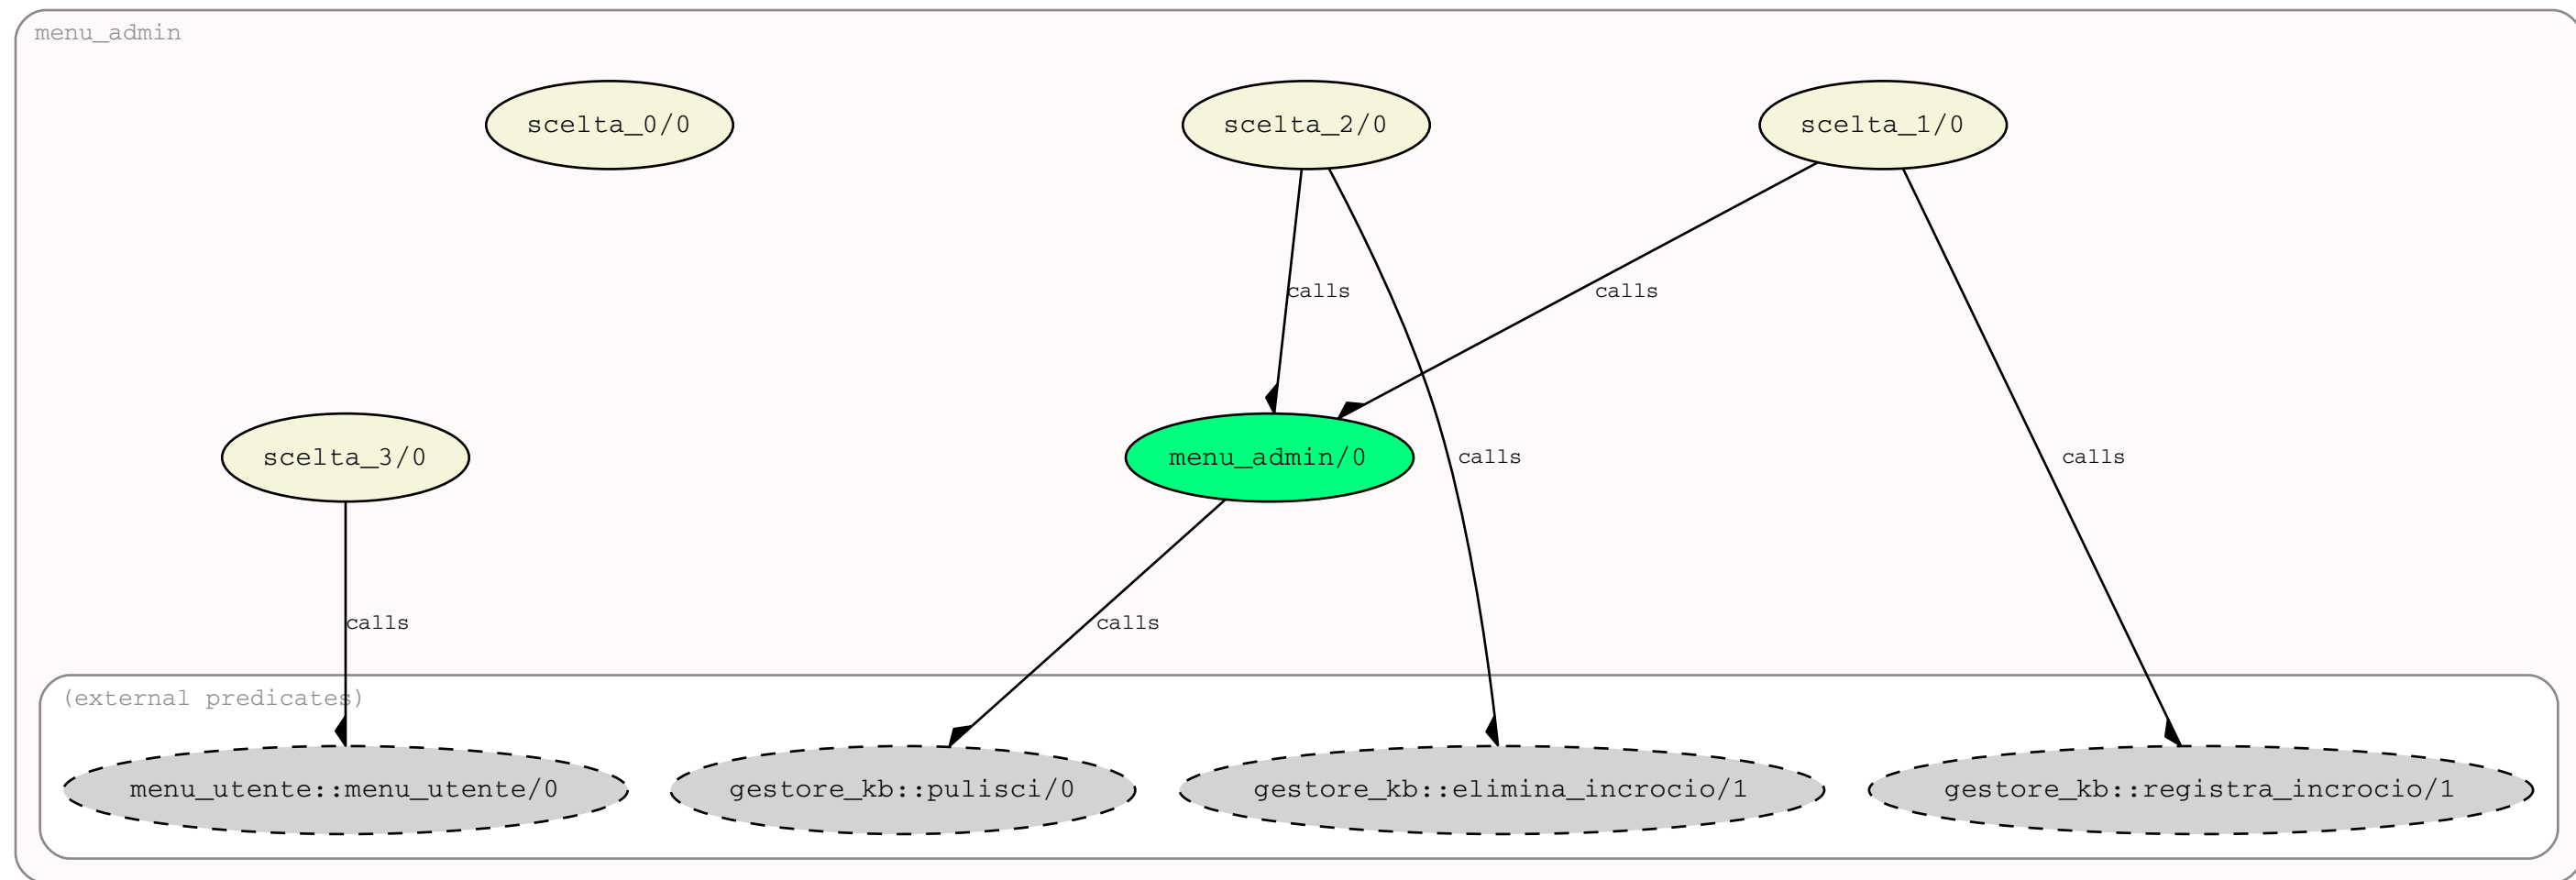 menu_admin
scelta_0/0
scelta_2/0
scelta_1/0
calls
calls
scelta_3/0
menu_admin/0
calls
calls
calls
calls
(external predicates)
menu_utente::menu_utente/0
gestore_kb::pulisci/0
gestore_kb::elimina_incrocio/1
gestore_kb::registra_incrocio/1